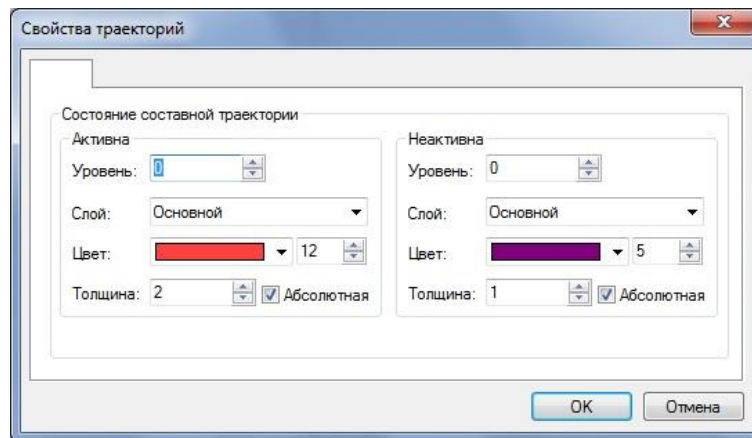 Свойства траекторий
Состояние составной траектории
Активна
Уровень: 0
Слой: Основной
Цвет: 12
Толщина: 2 Абсолютная
Неактивна
Уровень: 0
Слой: Основной
Цвет: 5
Толщина: 1 Абсолютная
OK Отмена